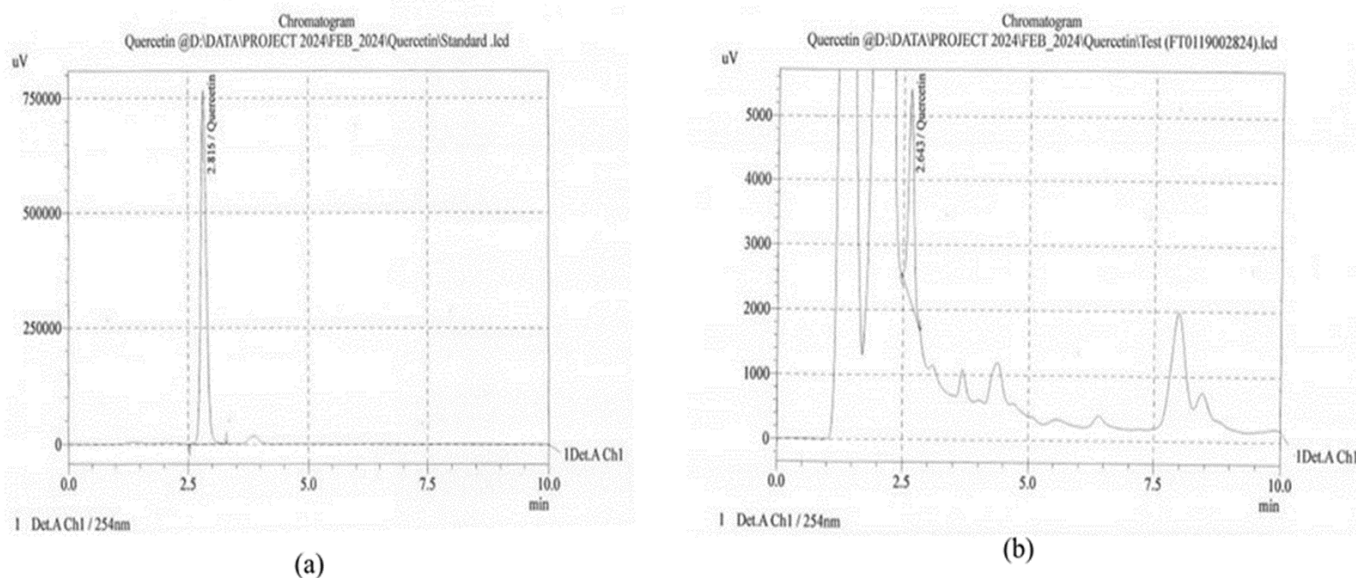 Chromatogram
Quercetin @D:\DATA\PROJECT 2024\FEB_2024\Quercetin\Standard .lcd
uV
750000
500000
250000
0
2.815 / Quercetin
1Det.A Ch1
0.0 2.5 5.0 7.5 10.0
min
1 Det.A Ch1 / 254nm
(a)
Chromatogram
Quercetin @D:\DATA\PROJECT 2024\FEB_2024\Quercetin\Test (FT0119002824).lcd
uV
5000
4000
3000
2000
1000
0
2.643 / Quercetin
1Det.A Ch1
0.0 2.5 5.0 7.5 10.0
min
1 Det.A Ch1 / 254nm
(b)